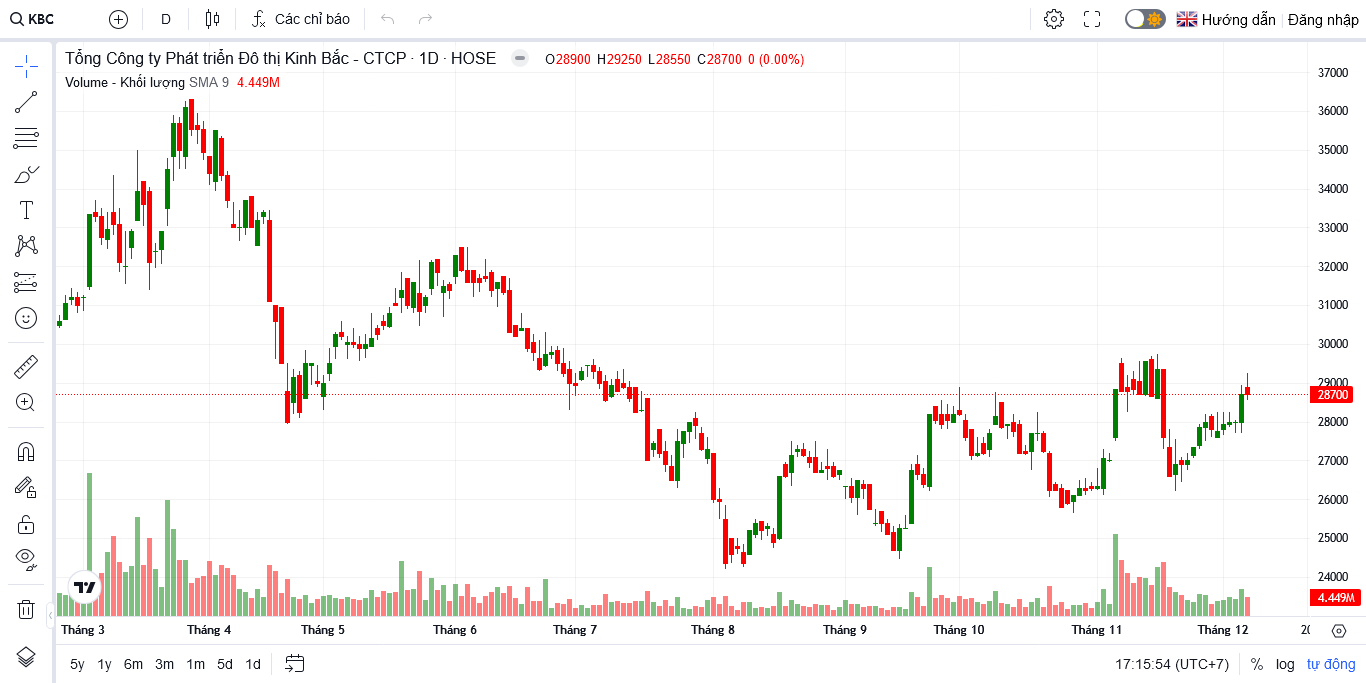 KBC D Các chỉ báo Hướng dẫn Đăng nhập
Tổng Công ty Phát triển Đô thị Kinh Bắc - CTCP · 1D · HOSE O28900 H29250 L28550 C28700 0 (0.00%)
Volume - Khối lượng SMA 9 4.449M
37000
36000
35000
34000
33000
32000
31000
30000
29000
28700
28000
27000
26000
25000
24000
4.449M
Tháng 3 Tháng 4 Tháng 5 Tháng 6 Tháng 7 Tháng 8 Tháng 9 Tháng 10 Tháng 11 Tháng 12
5y 1y 6m 3m 1m 5d 1d 17:15:54 (UTC+7) % log tự động